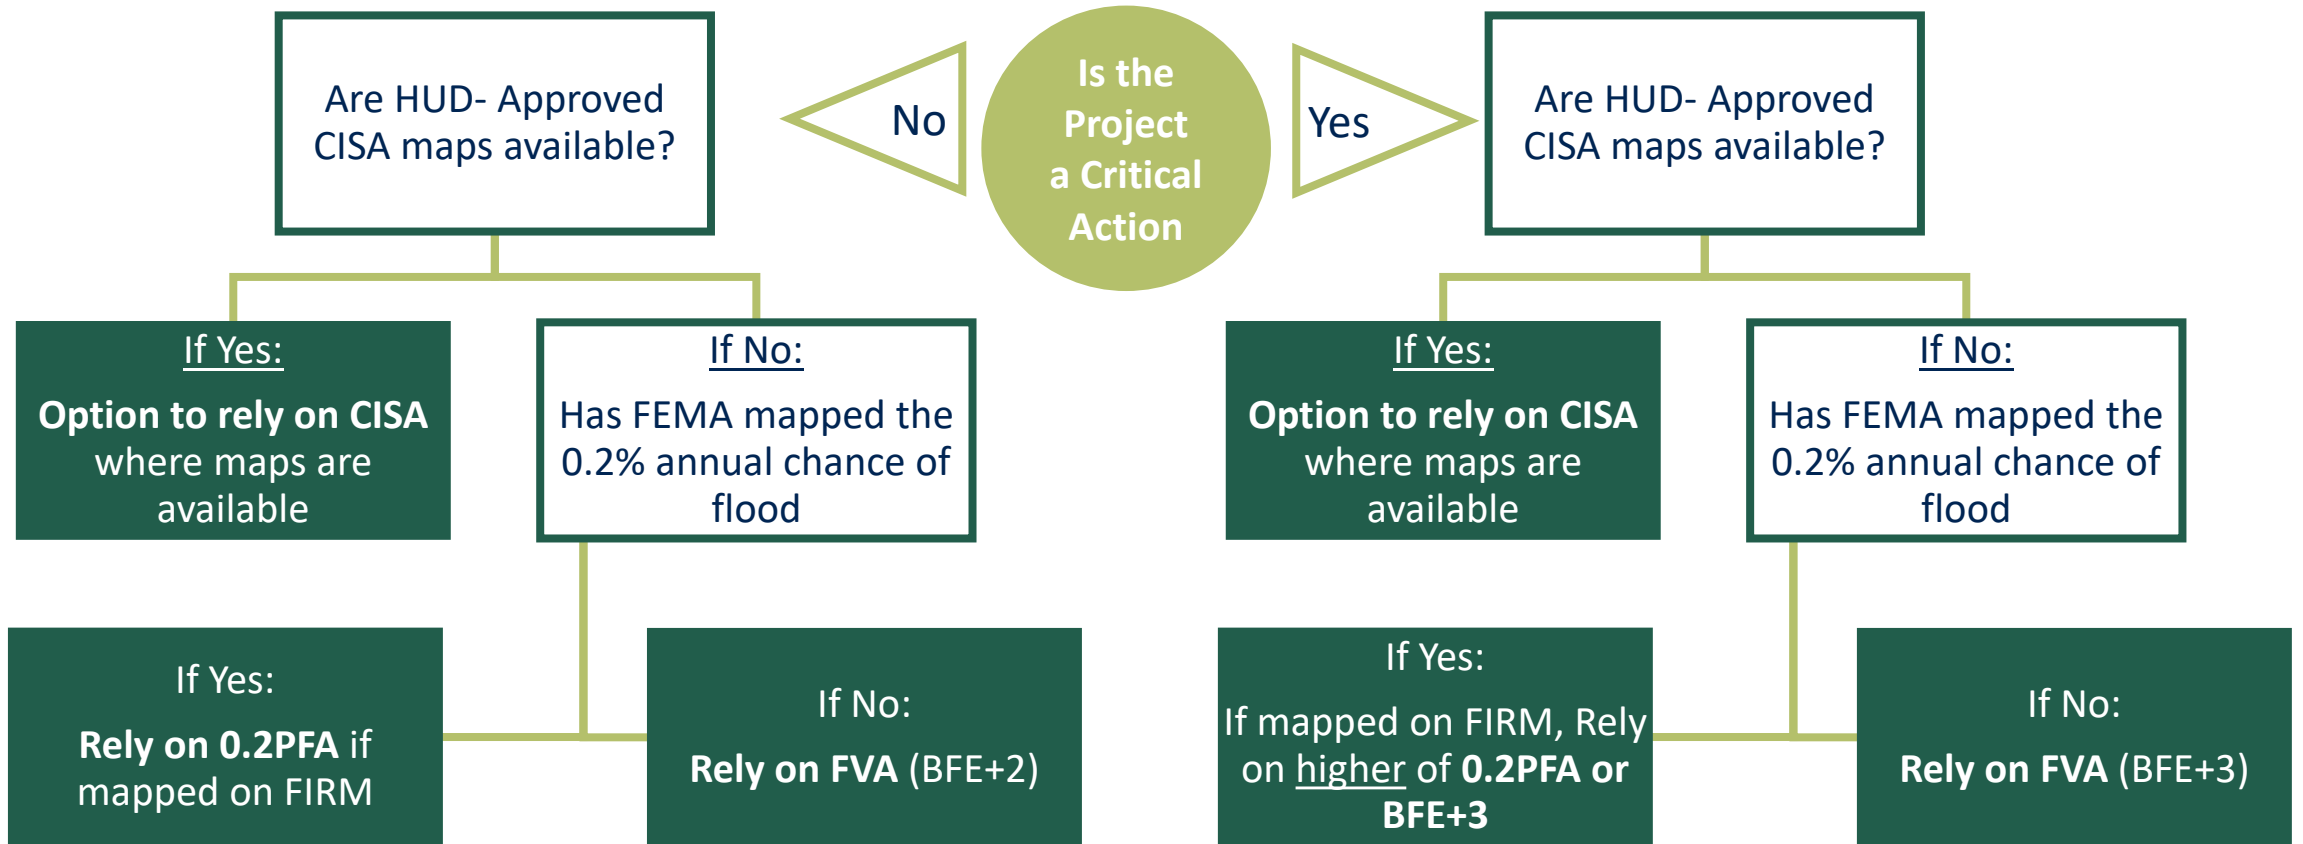 Is the
Project
a Critical
Action
No
Yes
Are HUD- Approved
CISA maps available?
If Yes:
Option to rely on CISA
where maps are
available
If No:
Has FEMA mapped the
0.2% annual chance of
flood
If Yes:
Rely on 0.2PFA if
mapped on FIRM
If No:
Rely on FVA (BFE+2)
Are HUD- Approved
CISA maps available?
If Yes:
Option to rely on CISA
where maps are
available
If No:
Has FEMA mapped the
0.2% annual chance of
flood
If Yes:
If mapped on FIRM, Rely
on higher of 0.2PFA or
BFE+3
If No:
Rely on FVA (BFE+3)